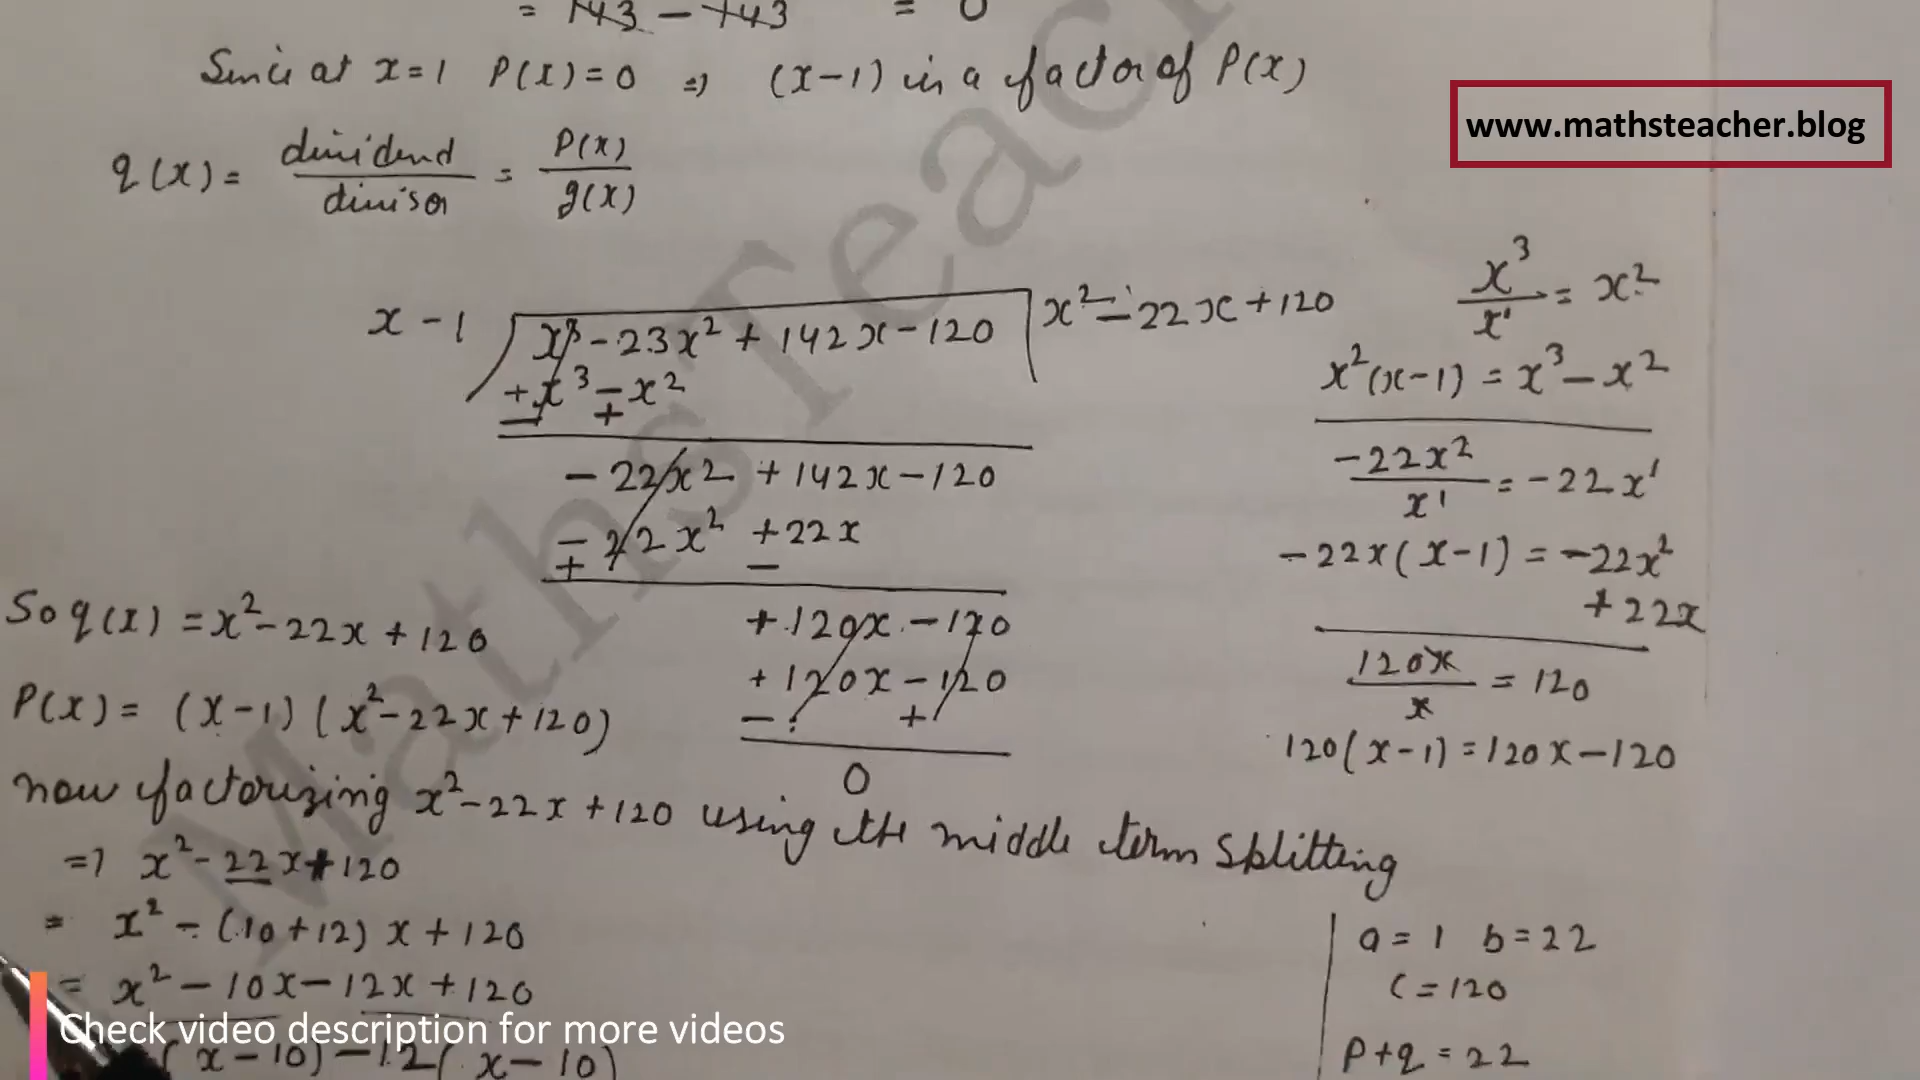 = 143 - 143 = 0
Since at x=1 P(x)=0 ⇒ (x-1) is a factor of P(x)
www.mathsteacher.blog
q(x) = dividend/divisor = P(x)/g(x)
x-1 ) x³-23x²+142x-120 ( x²-22x+120
+x³-x²
- +
-22x²+142x-120
-22x²+22x
+ -
+120x-120
+120x-120
- +
0
x³/x¹ = x²
x²(x-1) = x³-x²
-22x²/x¹ = -22x¹
-22x(x-1) = -22x²
+22x
120x/x = 120
120(x-1) = 120x-120
So q(x) = x²-22x+120
P(x) = (x-1)(x²-22x+120)
now factorizing x²-22x+120 using the middle term splitting
⇒ x²-22x+120
= x²-(10+12)x+120
= x²-10x-12x+120
(x-10)-12(x-10)
a=1 b=22
c=120
p+q=22
Check video description for more videos
MathsTeac